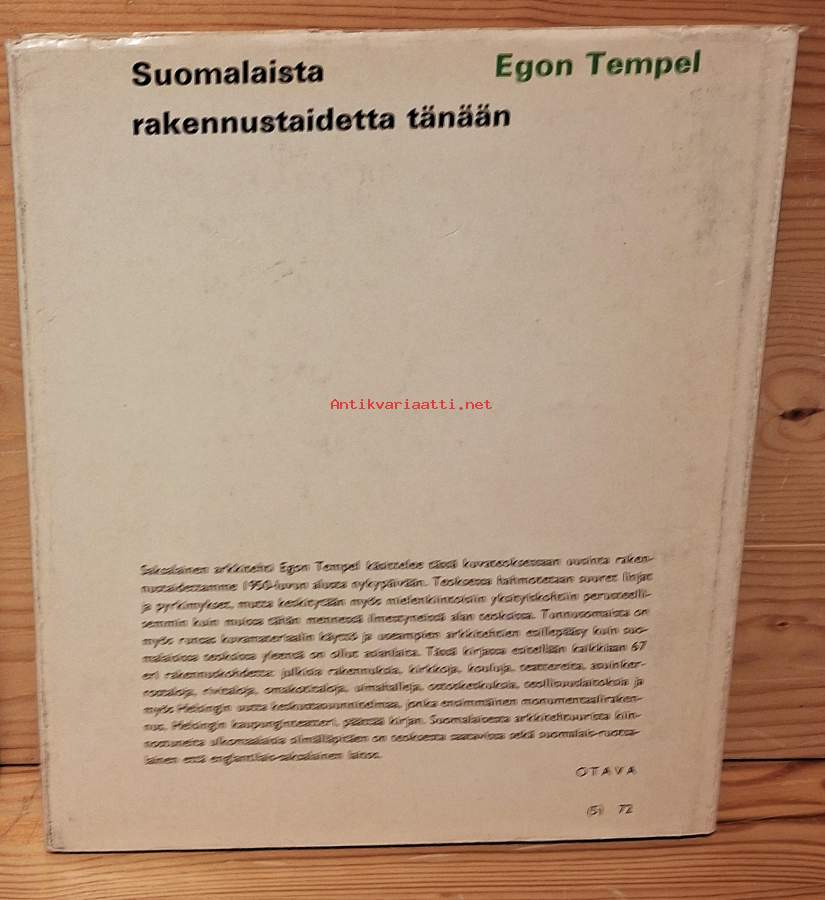 Suomalaista
Egon Tempel
rakennustaidetta tänään
Antikvariaatti.net
Saksalainen arkkitehti Egon Tempel käsittelee tässä kuvateoksessaan uusinta raken-
nustaidettamme 1950-luvun alusta nykypäivään. Teoksessa hahmotetaan suuret linjat
ja pyrkimykset, mutta keskitytään myös mielenkiintoisiin yksityiskohtiin perusteelli-
semmin kuin muissa tähän mennessä ilmestyneissä alan teoksissa. Tunnusomaista on
myös runsas kuvamateriaalin käyttö ja useampien arkkitehtien esillepääsy kuin suo-
malaisissa teoksissa yleensä on ollut asianlaita. Tässä kirjassa esitellään kaikkiaan 67
eri rakennuskohdetta: julkisia rakennuksia, kirkkoja, kouluja, teattereita, asuinker-
rostaloja, rivitaloja, omakotitaloja, uimahalleja, ostoskeskuksia, teollisuuslaitoksia ja
myös Helsingin uutta keskustasuunnitelmaa, jonka ensimmäinen monumentaaliraken-
nus, Helsingin kaupunginteatteri, päättää kirjan. Suomalaisesta arkkitehtuurista kiin-
nostuneita ulkomaalaisia silmälläpitäen on teoksesta saatavissa sekä suomalais-ruotsa-
lainen että englantilais-saksalainen laitos.
OTAVA
(5) 72